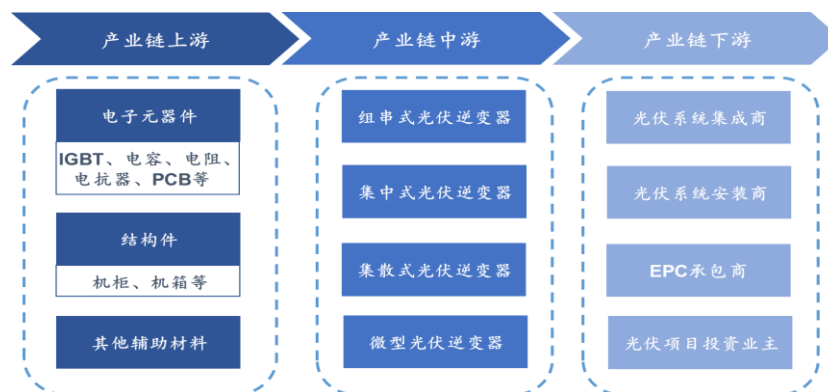 产业链上游
产业链中游
产业链下游
电子元器件
IGBT、电容、电阻、
电抗器、PCB等
结构件
机柜、机箱等
其他辅助材料
组串式光伏逆变器
集中式光伏逆变器
集散式光伏逆变器
微型光伏逆变器
光伏系统集成商
光伏系统安装商
EPC承包商
光伏项目投资业主